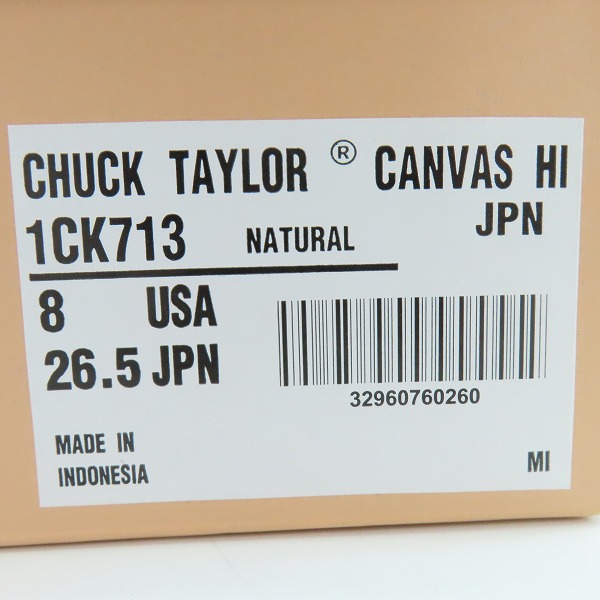 CHUCK TAYLOR ® CANVAS HI
1CK713 NATURAL JPN
8 USA
26.5 JPN
32960760260
MADE IN
INDONESIA
MI